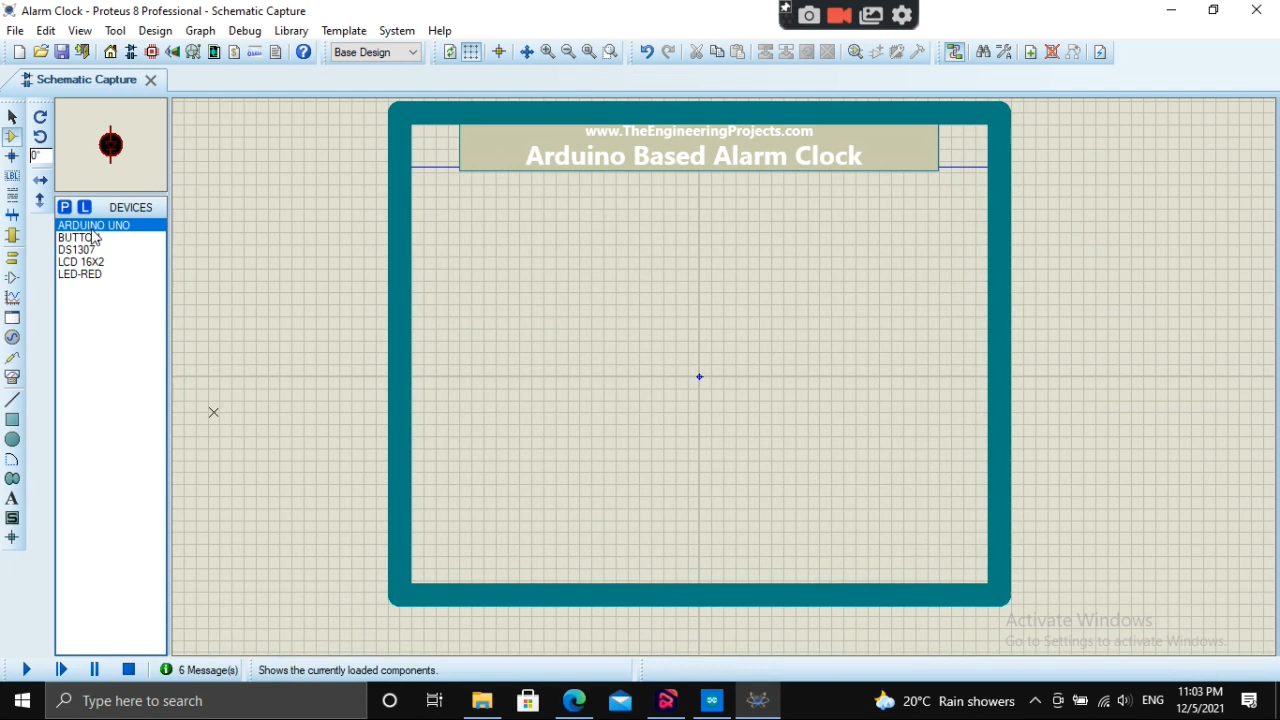 Alarm Clock - Proteus 8 Professional - Schematic Capture
File Edit View Tool Design Graph Debug Library Template System Help
Base Design
Schematic Capture
0°
LBL
P L DEVICES
ARDUINO UNO
BUTTO
DS1307
LCD 16X2
LED-RED
www.TheEngineeringProjects.com
Arduino Based Alarm Clock
A
Activate Windows
Go to Settings to activate Windows.
6 Message(s) Shows the currently loaded components.
Type here to search
20°C Rain showers ENG
11:03 PM
12/5/2021